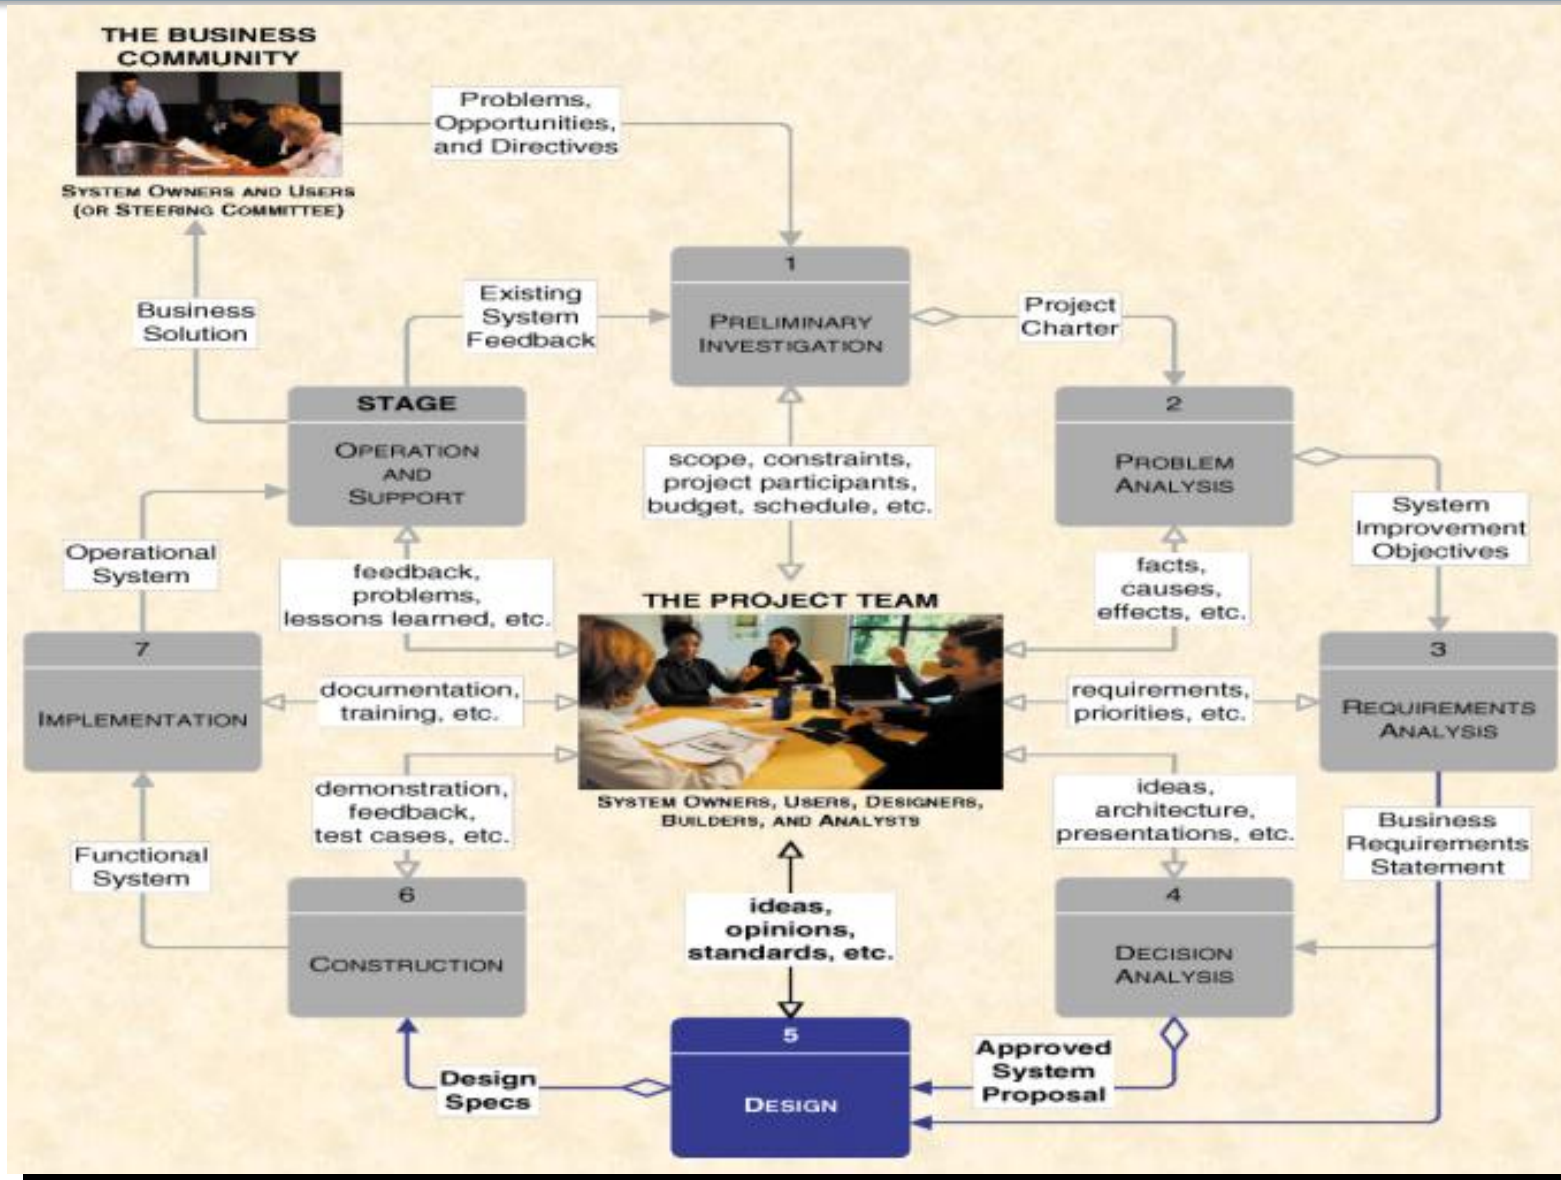 THE BUSINESS
COMMUNITY
SYSTEM OWNERS AND USERS
(OR STEERING COMMITTEE)
Problems,
Opportunities,
and Directives
1
PRELIMINARY
INVESTIGATION
Existing
System
Feedback
Project
Charter
Business
Solution
STAGE
OPERATION
AND
SUPPORT
2
PROBLEM
ANALYSIS
scope, constraints,
project participants,
budget, schedule, etc.
System
Improvement
Objectives
Operational
System
feedback,
problems,
lessons learned, etc.
facts,
causes,
effects, etc.
THE PROJECT TEAM
SYSTEM OWNERS, USERS, DESIGNERS,
BUILDERS, AND ANALYSTS
7
IMPLEMENTATION
documentation,
training, etc.
requirements,
priorities, etc.
3
REQUIREMENTS
ANALYSIS
demonstration,
feedback,
test cases, etc.
ideas,
architecture,
presentations, etc.
Business
Requirements
Statement
Functional
System
6
CONSTRUCTION
ideas,
opinions,
standards, etc.
4
DECISION
ANALYSIS
Design
Specs
5
DESIGN
Approved
System
Proposal